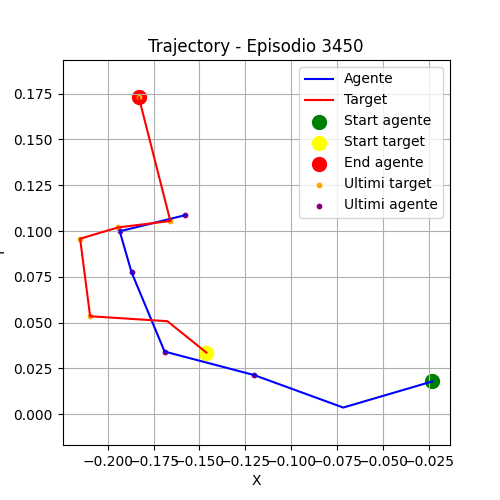 Trajectory - Episodio 3450
Agente
Target
Start agente
Start target
End agente
Ultimi target
Ultimi agente
0.175
0.150
0.125
0.100
0.075
0.050
0.025
0.000
−0.200 −0.175 −0.150 −0.125 −0.100 −0.075 −0.050 −0.025
X